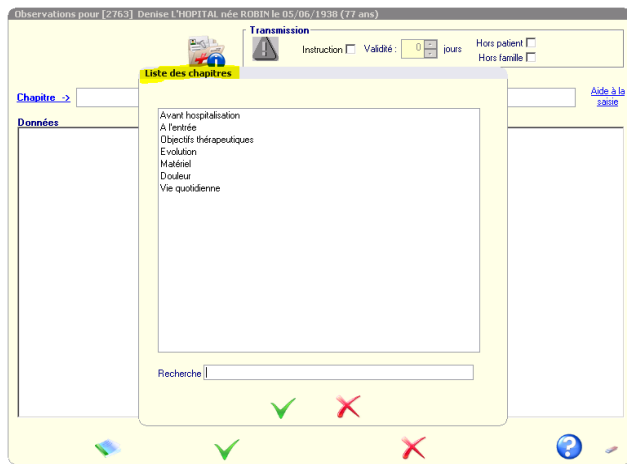 Observations pour [2763] Denise L'HOPITAL née ROBIN le 05/06/1938 (77 ans)
Transmission
Instruction Validité : 0 jours Hors patient
Hors famille
Liste des chapitres
Chapitre -> Aide à la
saisie
Données
Avant hospitalisation
A l'entrée
Objectifs thérapeutiques
Evolution
Matériel
Douleur
Vie quotidienne
Recherche